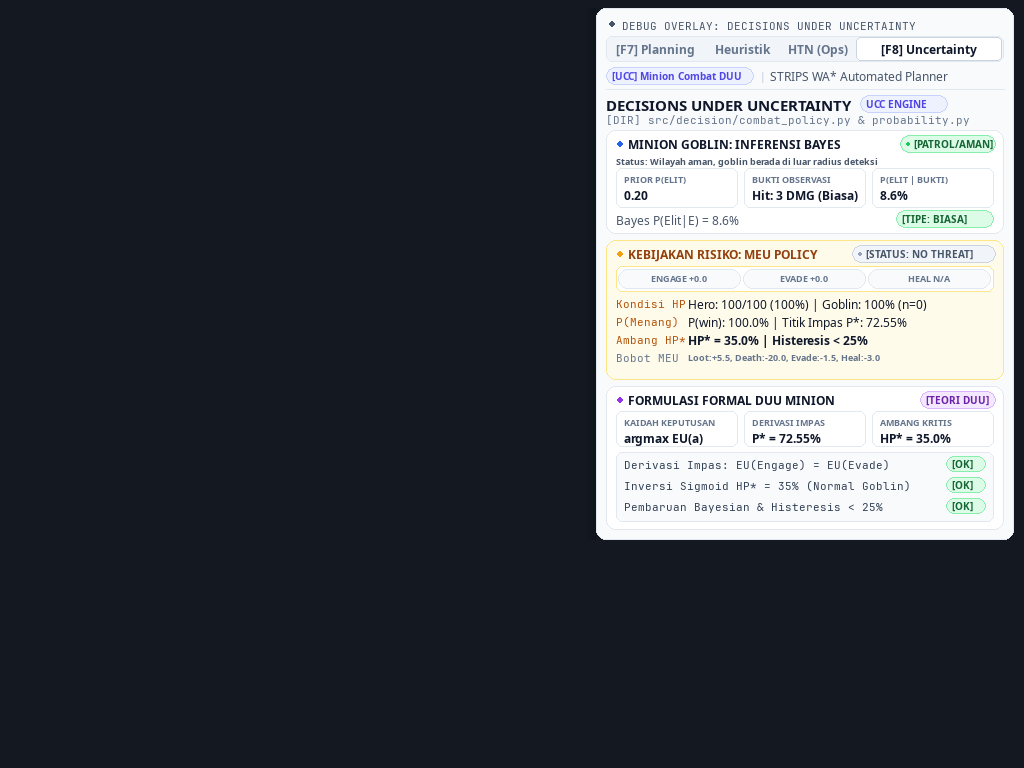 DEBUG OVERLAY: DECISIONS UNDER UNCERTAINTY
[F7] Planning Heuristik HTN (Ops) [F8] Uncertainty
[UCC] Minion Combat DUU | STRIPS WA* Automated Planner
DECISIONS UNDER UNCERTAINTY UCC ENGINE
[DIR] src/decision/combat_policy.py & probability.py
MINION GOBLIN: INFERENSI BAYES [PATROL/AMAN]
Status: Wilayah aman, goblin berada di luar radius deteksi
PRIOR P(ELIT) BUKTI OBSERVASI P(ELIT | BUKTI)
0.20 Hit: 3 DMG (Biasa) 8.6%
Bayes P(Elit|E) = 8.6% [TIPE: BIASA]
KEBIJAKAN RISIKO: MEU POLICY [STATUS: NO THREAT]
ENGAGE +0.0 EVADE +0.0 HEAL N/A
Kondisi HP Hero: 100/100 (100%) | Goblin: 100% (n=0)
P(Menang) P(win): 100.0% | Titik Impas P*: 72.55%
Ambang HP* HP* = 35.0% | Histeresis < 25%
Bobot MEU Loot:+5.5, Death:-20.0, Evade:-1.5, Heal:-3.0
FORMULASI FORMAL DUU MINION [TEORI DUU]
KAIDAH KEPUTUSAN DERIVASI IMPAS AMBANG KRITIS
argmax EU(a) P* = 72.55% HP* = 35.0%
Derivasi Impas: EU(Engage) = EU(Evade) [OK]
Inversi Sigmoid HP* = 35% (Normal Goblin) [OK]
Pembaruan Bayesian & Histeresis < 25% [OK]